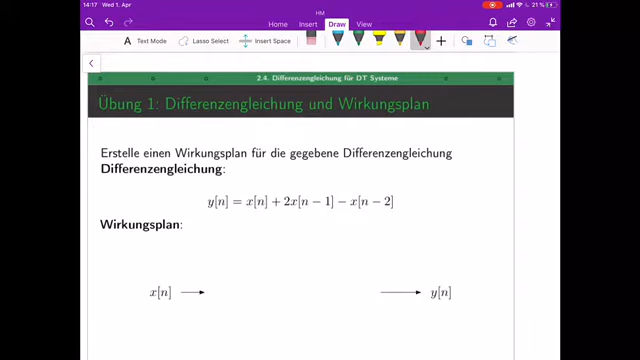 14:17 Wed 1. Apr
HM
21 %
Home Insert Draw View
Text Mode
Lasso Select
Insert Space
2.4. Differenzengleichung für DT Systeme
Übung 1: Differenzengleichung und Wirkungsplan
Erstelle einen Wirkungsplan für die gegebene Differenzengleichung
Differenzengleichung:
y[n] = x[n] + 2x[n − 1] − x[n − 2]
Wirkungsplan:
x[n] y[n]